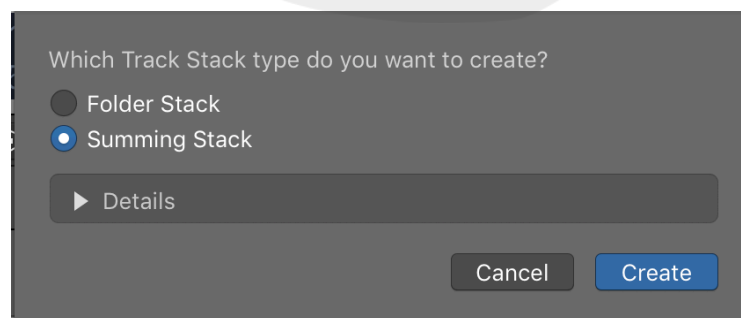 Which Track Stack type do you want to create?
Folder Stack
Summing Stack
Details
Cancel Create